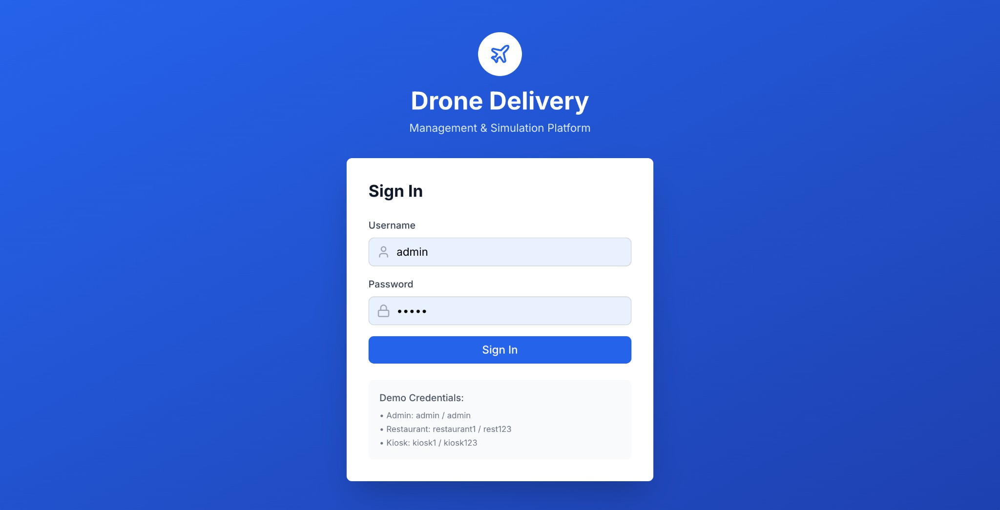 Drone Delivery
Management & Simulation Platform
Sign In
Username
admin
Password
•••••
Sign In
Demo Credentials:
• Admin: admin / admin
• Restaurant: restaurant1 / rest123
• Kiosk: kiosk1 / kiosk123